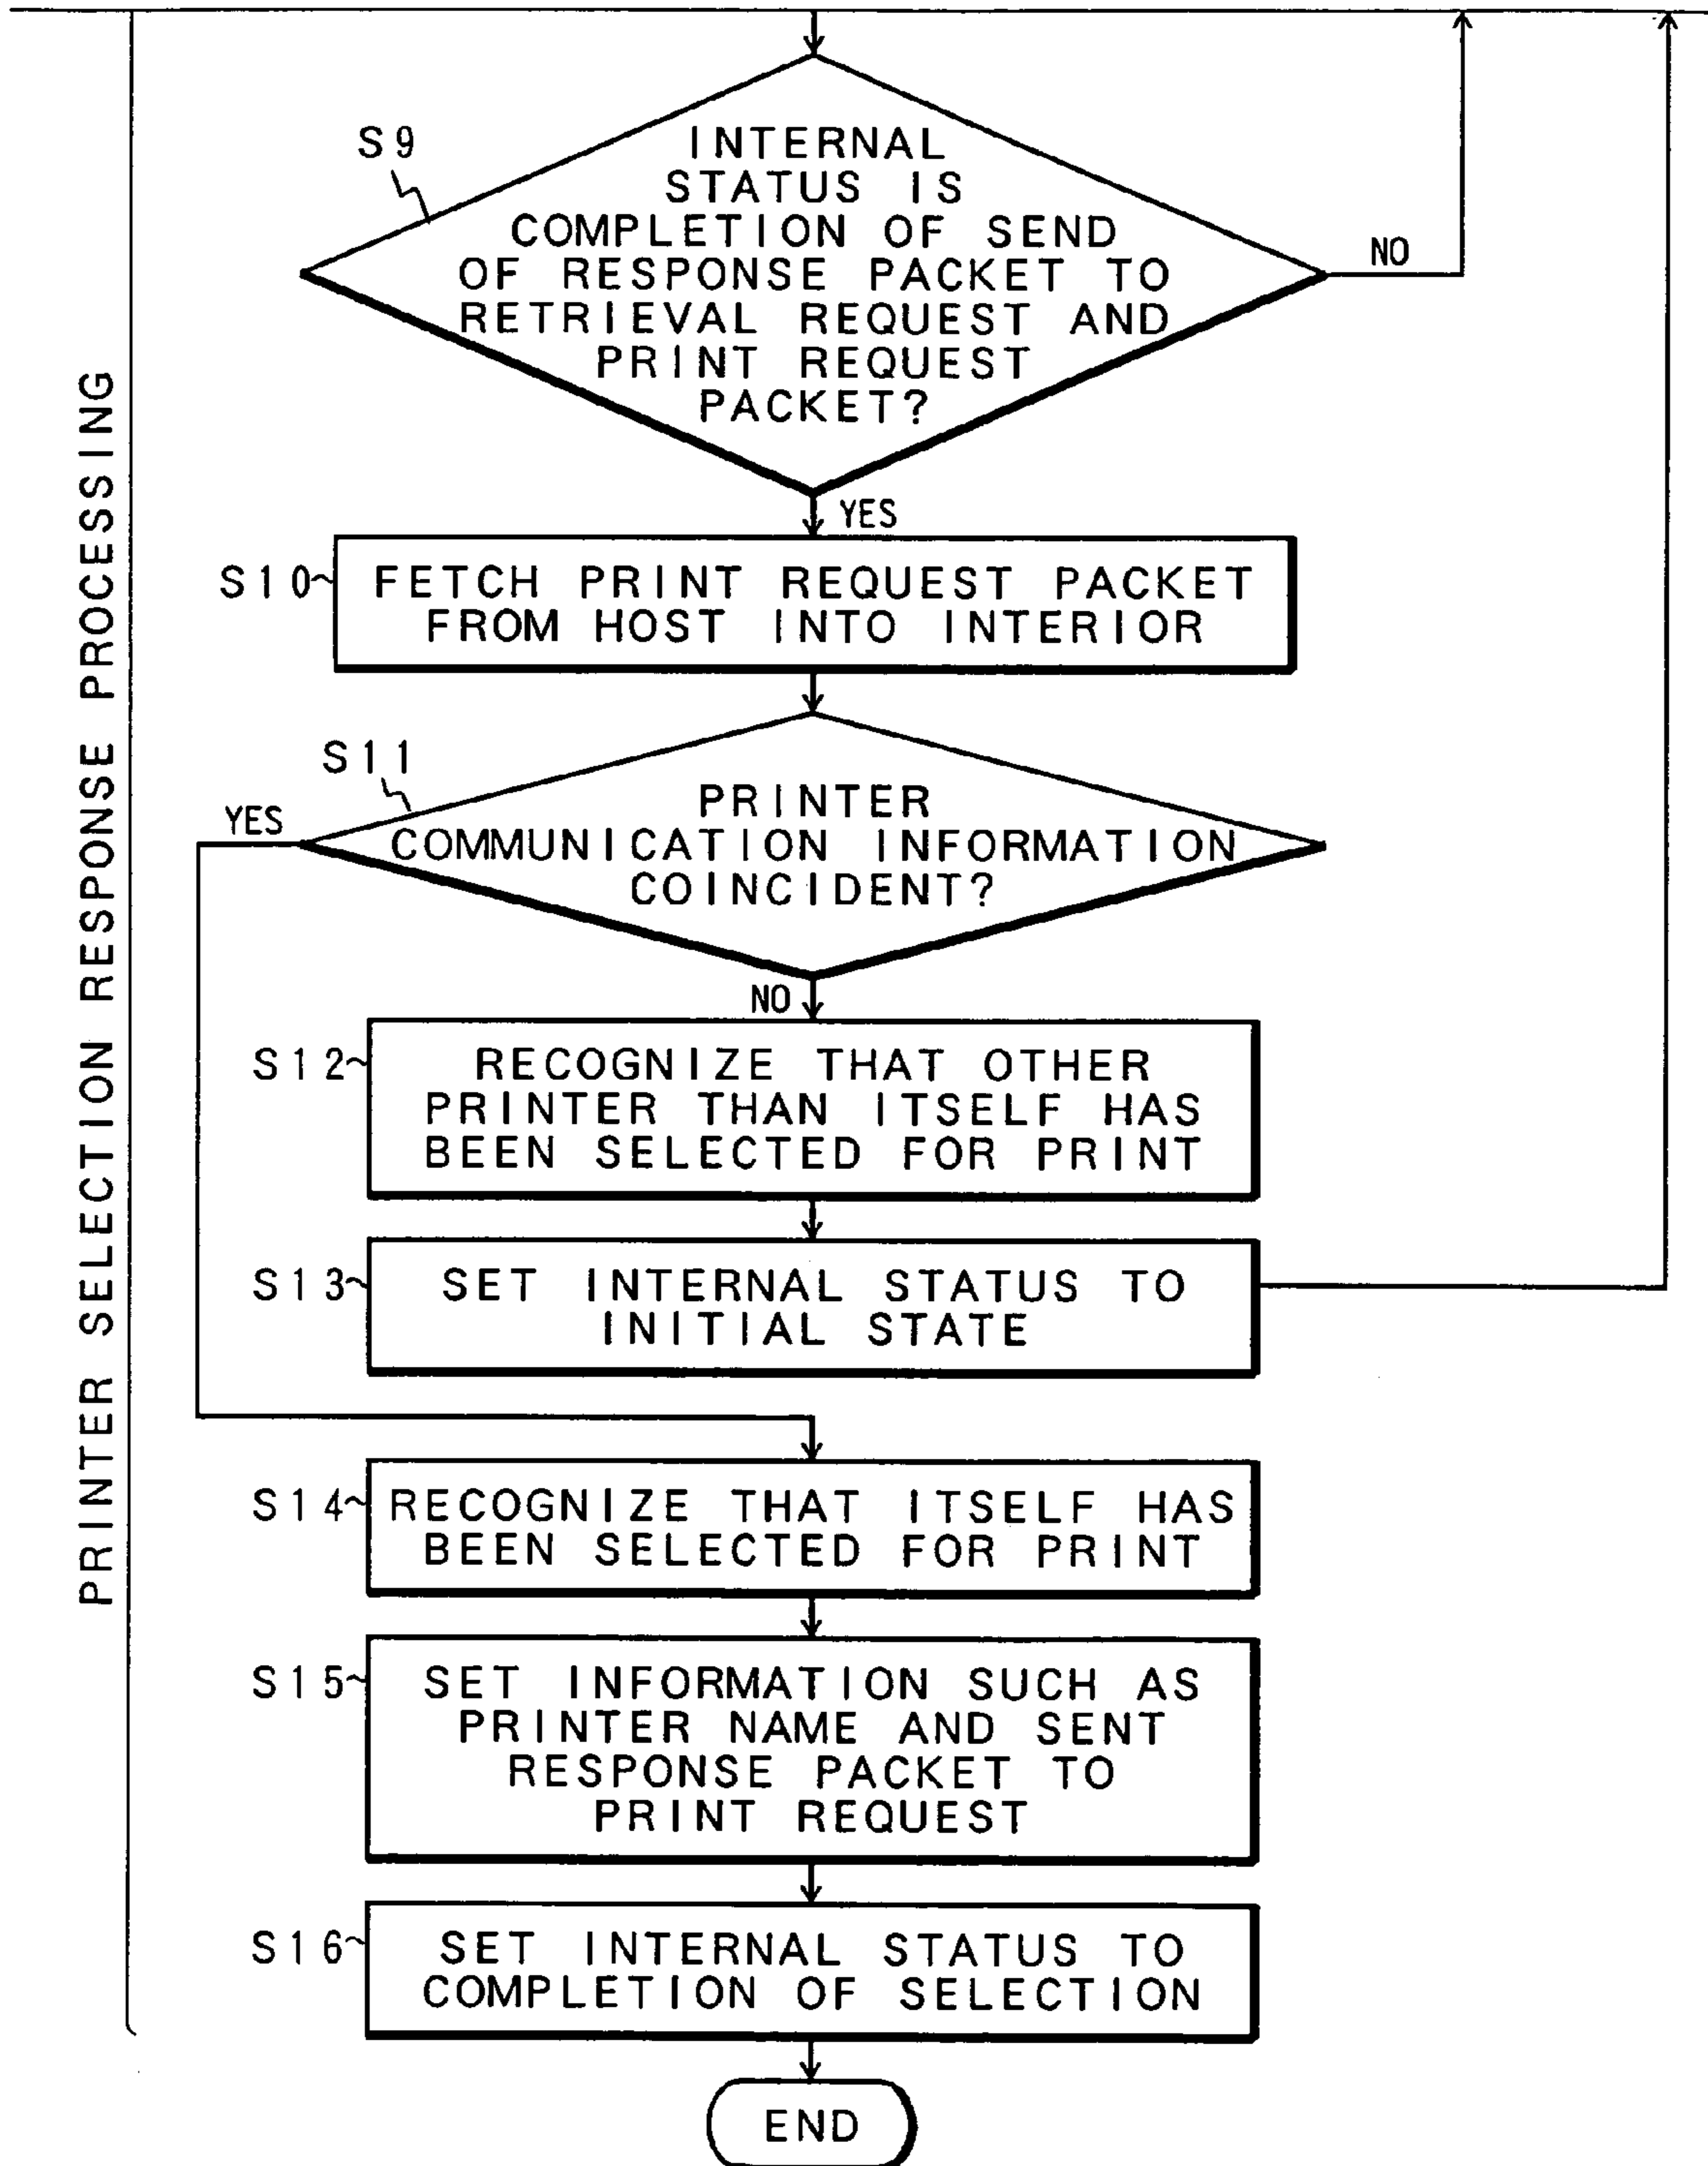 PRINTER SELECTION RESPONSE PROCESSING
S9
INTERNAL
STATUS IS
COMPLETION OF SEND
OF RESPONSE PACKET TO
RETRIEVAL REQUEST AND
PRINT REQUEST
PACKET?
NO
YES
S10
FETCH PRINT REQUEST PACKET
FROM HOST INTO INTERIOR
S11
YES
PRINTER
COMMUNICATION INFORMATION
COINCIDENT?
NO
S12
RECOGNIZE THAT OTHER
PRINTER THAN ITSELF HAS
BEEN SELECTED FOR PRINT
S13
SET INTERNAL STATUS TO
INITIAL STATE
S14
RECOGNIZE THAT ITSELF HAS
BEEN SELECTED FOR PRINT
S15
SET INFORMATION SUCH AS
PRINTER NAME AND SENT
RESPONSE PACKET TO
PRINT REQUEST
S16
SET INTERNAL STATUS TO
COMPLETION OF SELECTION
END